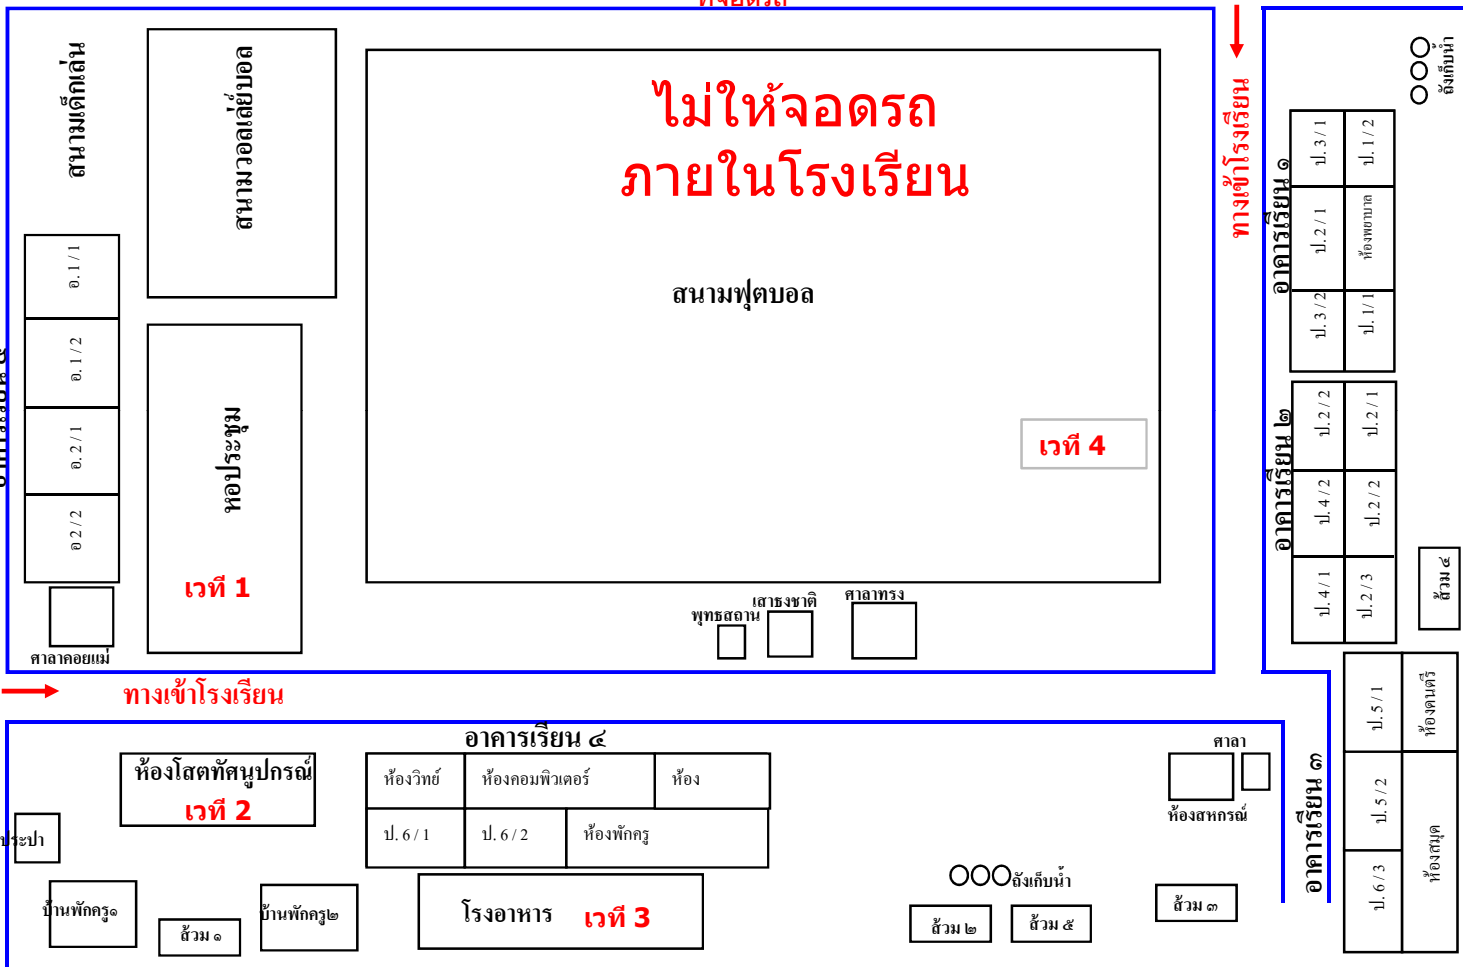 ที่จอดรถ
ไม่ให้จอดรถ
ภายในโรงเรียน
สนามเด็กเล่น
สนามวอลเล่ย์บอล
สนามฟุตบอล
เวที 4
ทางเข้าโรงเรียน
ถังเก็บน้ำ
อาคารเรียน ๑
ป. 3 / 1
ป. 1 / 2
ป. 2 / 1
ห้องพยาบาล
ป. 3 / 2
ป. 1/ 1
อ. 1 / 1
อ. 1 / 2
อ. 2 / 1
อ 2 / 2
หอประชุม
เวที 1
ศาลาคอยแม่
พุทธสถาน
เสาธงชาติ
ศาลาทรง
อาคารเรียน ๒
ป. 2 / 2
ป. 2 / 1
ป. 4 / 2
ป. 2 / 2
ป. 4 / 1
ป. 2 / 3
ส้วม ๔
ทางเข้าโรงเรียน
อาคารเรียน ๔
ห้องโสตทัศนูปกรณ์
เวที 2
ห้องวิทย์
ห้องคอมพิวเตอร์
ห้อง
ป. 6 / 1
ป. 6 / 2
ห้องพักครู
ประปา
บ้านพักครู๑
ส้วม ๑
บ้านพักครู๒
โรงอาหาร
เวที 3
ถังเก็บน้ำ
ส้วม ๒
ส้วม ๕
ส้วม ๓
ศาลา
ห้องสหกรณ์
อาคารเรียน ๓
ป. 5 / 1
ห้องดนตรี
ป. 5 / 2
ป. 6 / 3
ห้องสมุด